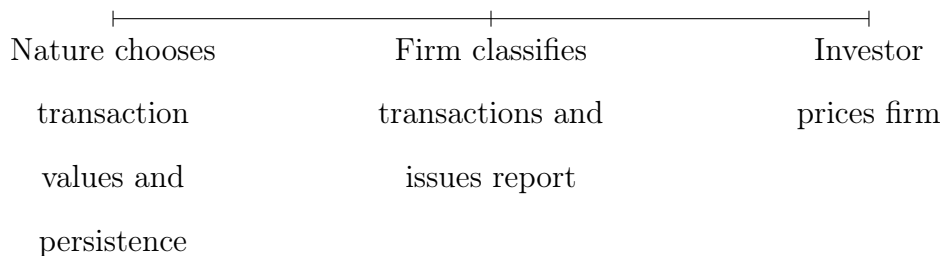 Nature chooses
transaction
values and
persistence
Firm classifies
transactions and
issues report
Investor
prices firm